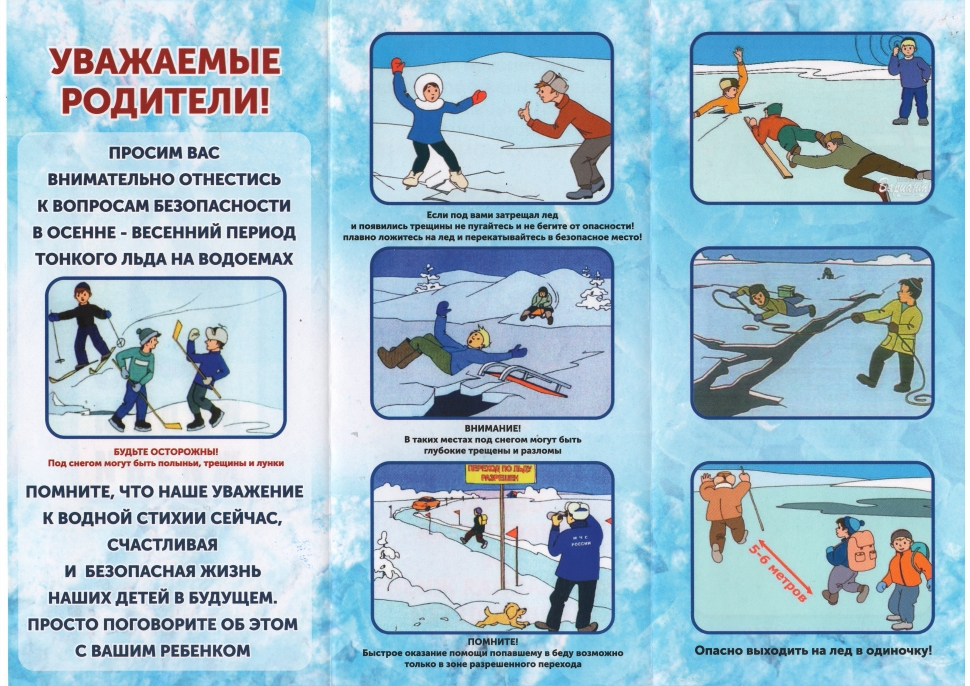 УВАЖАЕМЫЕ
РОДИТЕЛИ!
ПРОСИМ ВАС
ВНИМАТЕЛЬНО ОТНЕСТИСЬ
К ВОПРОСАМ БЕЗОПАСНОСТИ
В ОСЕННЕ - ВЕСЕННИЙ ПЕРИОД
ТОНКОГО ЛЬДА НА ВОДОЕМАХ
БУДЬТЕ ОСТОРОЖНЫ!
Под снегом могут быть полыньи, трещины и лунки
ПОМНИТЕ, ЧТО НАШЕ УВАЖЕНИЕ
К ВОДНОЙ СТИХИИ СЕЙЧАС,
СЧАСТЛИВАЯ
И БЕЗОПАСНАЯ ЖИЗНЬ
НАШИХ ДЕТЕЙ В БУДУЩЕМ.
ПРОСТО ПОГОВОРИТЕ ОБ ЭТОМ
С ВАШИМ РЕБЕНКОМ
Если под вами затрещал лед
и появились трещины не пугайтесь и не бегите от опасности!
плавно ложитесь на лед и перекатывайтесь в безопасное место!
ВНИМАНИЕ!
В таких местах под снегом могут быть
глубокие трещены и разломы
ПЕРЕХОД ПО ЛЬДУ
РАЗРЕШЕН
МЧС
РОССИИ
ПОМНИТЕ!
Быстрое оказание помощи попавшему в беду возможно
только в зоне разрешенного перехода
5-6 метров
Опасно выходить на лед в одиночку!